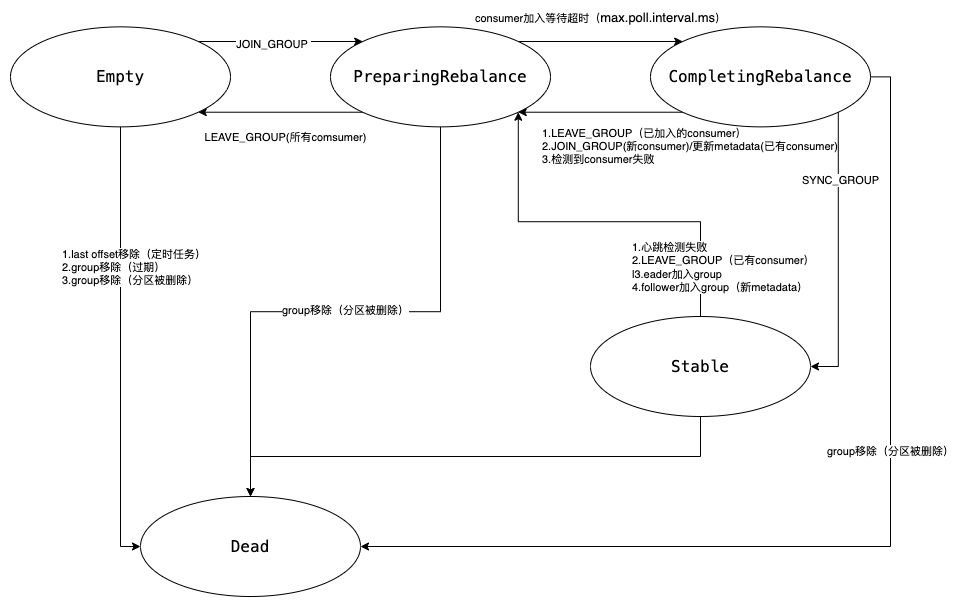 consumer加入等待超时（max.poll.interval.ms）
JOIN_GROUP
Empty
PreparingRebalance
CompletingRebalance
LEAVE_GROUP(所有comsumer)
1.LEAVE_GROUP（已加入的consumer）
2.JOIN_GROUP(新consumer)/更新metadata(已有consumer)
3.检测到consumer失败
SYNC_GROUP
1.last offset移除（定时任务）
2.group移除（过期）
3.group移除（分区被删除）
1.心跳检测失败
2.LEAVE_GROUP（已有consumer）
l3.eader加入group
4.follower加入group（新metadata）
group移除（分区被删除）
Stable
group移除（分区被删除）
Dead